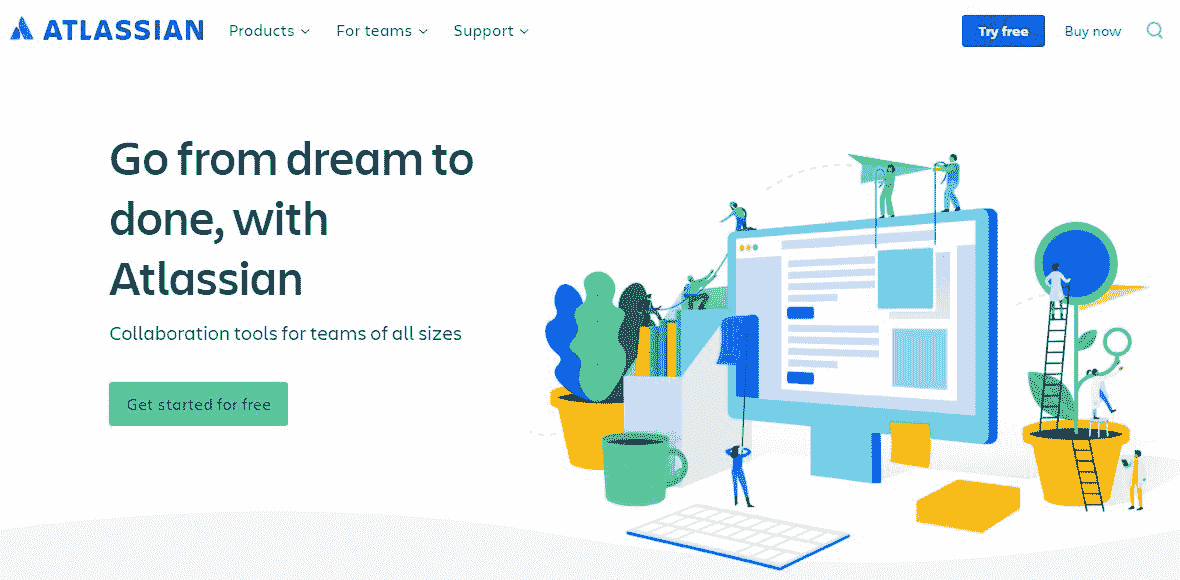 ATLASSIAN Products For teams Support Try free Buy now
Go from dream to
done, with
Atlassian
Collaboration tools for teams of all sizes
Get started for free